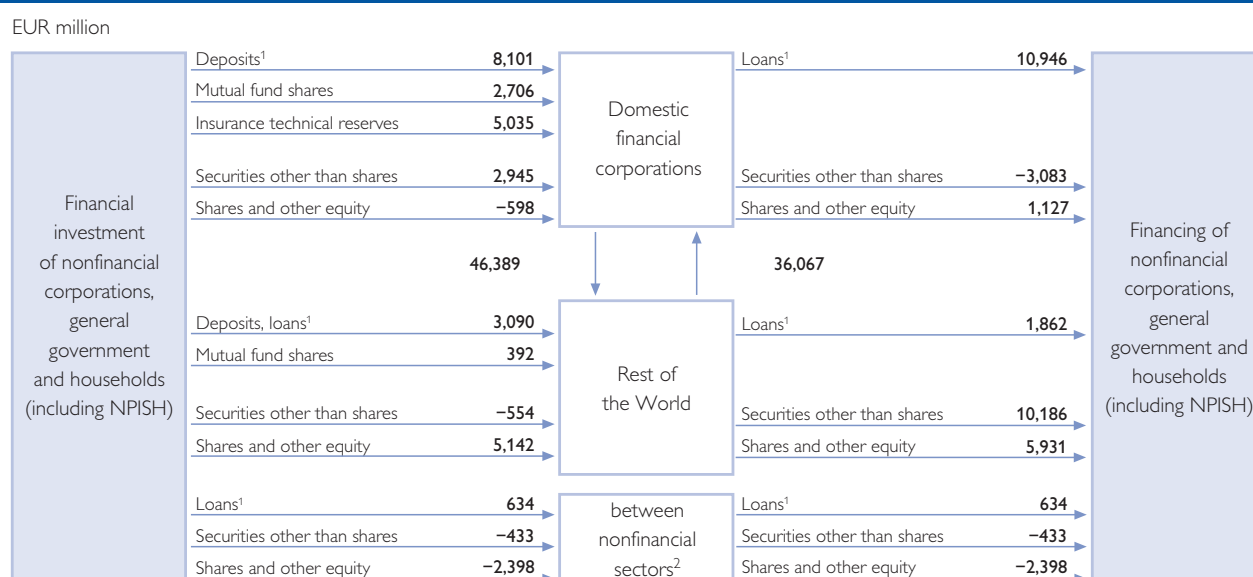 EUR million
Deposits¹ 8,101
Mutual fund shares 2,706
Insurance technical reserves 5,035
Securities other than shares 2,945
Shares and other equity −598
Domestic
financial
corporations
Loans¹ 10,946
Securities other than shares −3,083
Shares and other equity 1,127
Financial
investment
of nonfinancial
corporations,
general
government
and households
(including NPISH)
46,389
36,067
Financing of
nonfinancial
corporations,
general
government and
households
(including NPISH)
Deposits, loans¹ 3,090
Mutual fund shares 392
Securities other than shares −554
Shares and other equity 5,142
Rest of
the World
Loans¹ 1,862
Securities other than shares 10,186
Shares and other equity 5,931
Loans¹ 634
Securities other than shares −433
Shares and other equity −2,398
between
nonfinancial
sectors²
Loans¹ 634
Securities other than shares −433
Shares and other equity −2,398